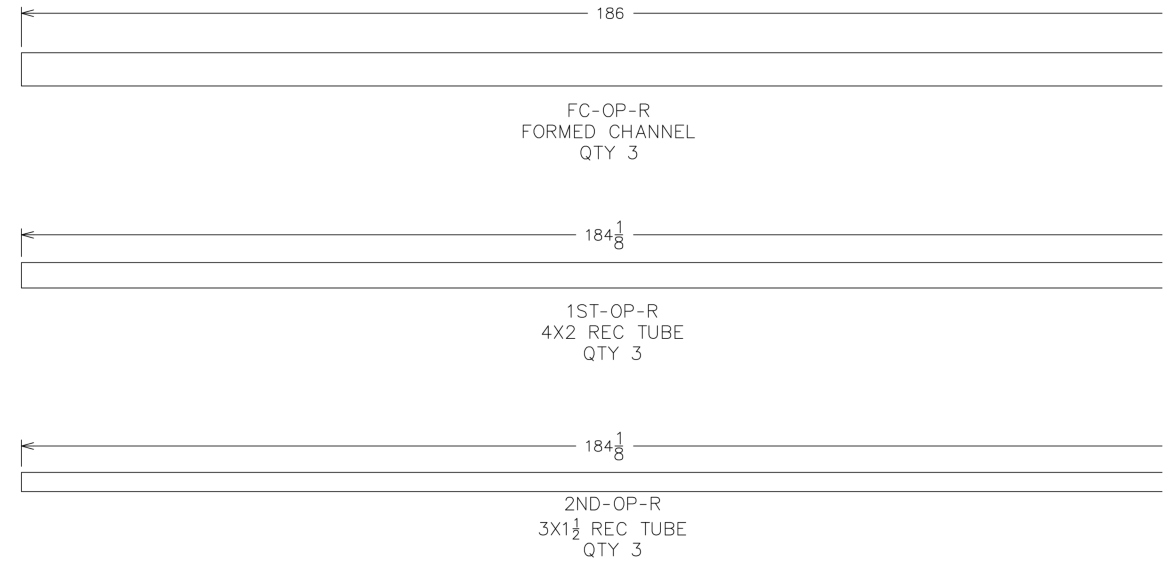 186
FC-OP-R
FORMED CHANNEL
QTY 3
184 1/8
1ST-OP-R
4X2 REC TUBE
QTY 3
184 1/8
2ND-OP-R
3X1 1/2 REC TUBE
QTY 3